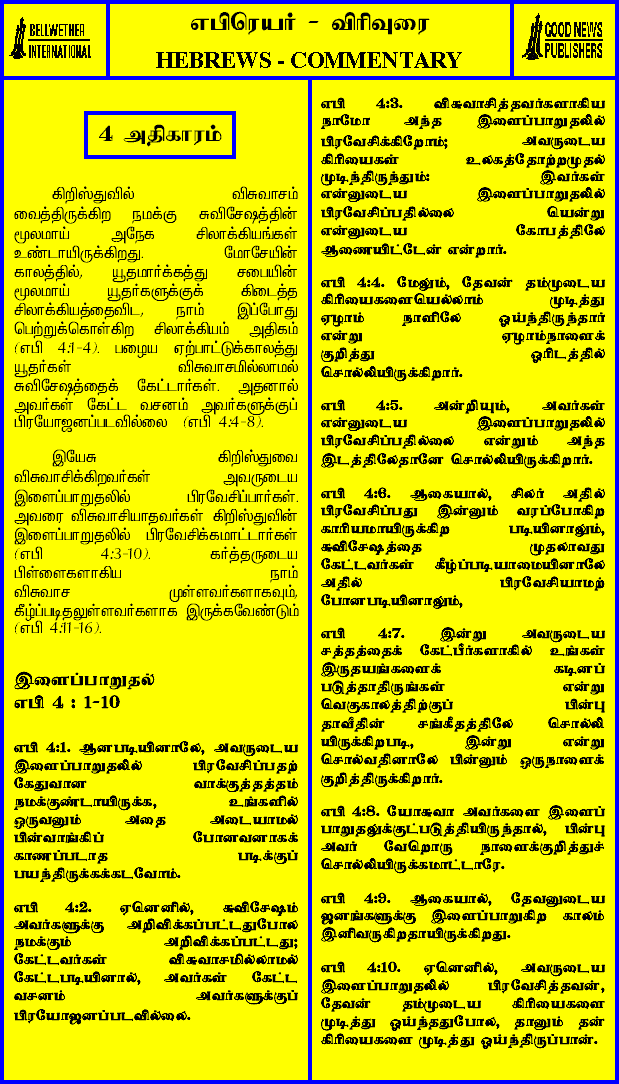 BELLWETHER
INTERNATIONAL
எபிரெயர் - விரிவுரை
HEBREWS - COMMENTARY
GOOD NEWS
PUBLISHERS
4 அதிகாரம்
கிறிஸ்துவில் விசுவாசம்
வைத்திருக்கிற நமக்கு சுவிசேஷத்தின்
மூலமாய் அநேக சிலாக்கியங்கள்
உண்டாயிருக்கிறது. மோசேயின்
காலத்தில், யூதமார்க்கத்து சபையின்
மூலமாய் யூதர்களுக்குக் கிடைத்த
சிலாக்கியத்தைவிட, நாம் இப்போது
பெற்றுக்கொள்கிற சிலாக்கியம் அதிகம்
(எபி 4:1-4). பழைய ஏற்பாட்டுக்காலத்து
யூதர்கள் விசுவாசமில்லாமல்
சுவிசேஷத்தைக் கேட்டார்கள். அதனால்
அவர்கள் கேட்ட வசனம் அவர்களுக்குப்
பிரயோஜனப்படவில்லை (எபி 4:4-8).
இயேசு கிறிஸ்துவை
விசுவாசிக்கிறவர்கள் அவருடைய
இளைப்பாறுதலில் பிரவேசிப்பார்கள்.
அவரை விசுவாசியாதவர்கள் கிறிஸ்துவின்
இளைப்பாறுதலில் பிரவேசிக்கமாட்டார்கள்
(எபி 4:3-10). கர்த்தருடைய
பிள்ளைகளாகிய நாம்
விசுவாச முள்ளவர்களாகவும்,
கீழ்ப்படிதலுள்ளவர்களாக இருக்கவேண்டும்
(எபி 4:11-16).
இளைப்பாறுதல்
எபி 4 : 1-10
எபி 4:1. ஆனபடியினாலே, அவருடைய
இளைப்பாறுதலில் பிரவேசிப்பதற்
கேதுவான வாக்குத்தத்தம்
நமக்குண்டாயிருக்க, உங்களில்
ஒருவனும் அதை அடையாமல்
பின்வாங்கிப் போனவனாகக்
காணப்படாத படிக்குப்
பயந்திருக்கக்கடவோம்.
எபி 4:2. ஏனெனில், சுவிசேஷம்
அவர்களுக்கு அறிவிக்கப்பட்டதுபோல
நமக்கும் அறிவிக்கப்பட்டது;
கேட்டவர்கள் விசுவாசமில்லாமல்
கேட்டபடியினால், அவர்கள் கேட்ட
வசனம் அவர்களுக்குப்
பிரயோஜனப்படவில்லை.
எபி 4:3. விசுவாசித்தவர்களாகிய
நாமோ அந்த இளைப்பாறுதலில்
பிரவேசிக்கிறோம்; அவருடைய
கிரியைகள் உலகத்தோற்றமுதல்
முடிந்திருந்தும்: இவர்கள்
என்னுடைய இளைப்பாறுதலில்
பிரவேசிப்பதில்லை யென்று
என்னுடைய கோபத்திலே
ஆணையிட்டேன் என்றார்.
எபி 4:4. மேலும், தேவன் தம்முடைய
கிரியைகளையெல்லாம் முடித்து
ஏழாம் நாளிலே ஓய்ந்திருந்தார்
என்று ஏழாம்நாளைக்
குறித்து ஓரிடத்தில்
சொல்லியிருக்கிறார்.
எபி 4:5. அன்றியும், அவர்கள்
என்னுடைய இளைப்பாறுதலில்
பிரவேசிப்பதில்லை என்றும் அந்த
இடத்திலேதானே சொல்லியிருக்கிறார்.
எபி 4:6. ஆகையால், சிலர் அதில்
பிரவேசிப்பது இன்னும் வரப்போகிற
காரியமாயிருக்கிற படியினாலும்,
சுவிசேஷத்தை முதலாவது
கேட்டவர்கள் கீழ்ப்படியாமையினாலே
அதில் பிரவேசியாமற்
போனபடியினாலும்,
எபி 4:7. இன்று அவருடைய
சத்தத்தைக் கேட்பீர்களாகில் உங்கள்
இருதயங்களைக் கடினப்
படுத்தாதிருங்கள் என்று
வெகுகாலத்திற்குப் பின்பு
தாவீதின் சங்கீதத்திலே சொல்லி
யிருக்கிறபடி, இன்று என்று
சொல்வதினாலே பின்னும் ஒருநாளைக்
குறித்திருக்கிறார்.
எபி 4:8. யோசுவா அவர்களை இளைப்
பாறுதலுக்குட்படுத்தியிருந்தால், பின்பு
அவர் வேறொரு நாளைக்குறித்துச்
சொல்லியிருக்கமாட்டாரே.
எபி 4:9. ஆகையால், தேவனுடைய
ஜனங்களுக்கு இளைப்பாறுகிற காலம்
இனிவருகிறதாயிருக்கிறது.
எபி 4:10. ஏனெனில், அவருடைய
இளைப்பாறுதலில் பிரவேசித்தவன்,
தேவன் தம்முடைய கிரியைகளை
முடித்து ஓய்ந்ததுபோல, தானும் தன்
கிரியைகளை முடித்து ஓய்ந்திருப்பான்.